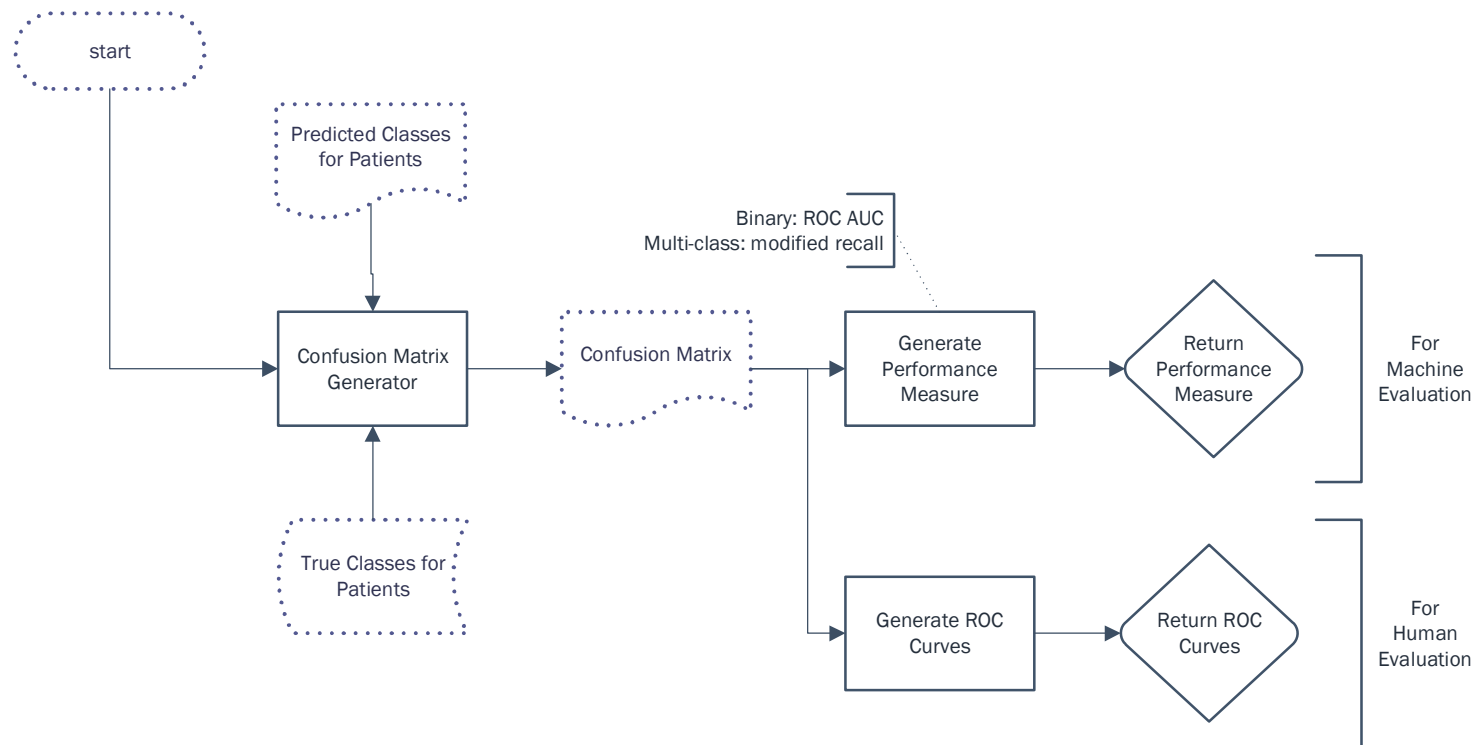 start
Predicted Classes
for Patients
Binary: ROC AUC
Multi-class: modified recall
Confusion Matrix
Generator
Confusion Matrix
Generate
Performance
Measure
Return
Performance
Measure
For
Machine
Evaluation
True Classes for
Patients
Generate ROC
Curves
Return ROC
Curves
For
Human
Evaluation